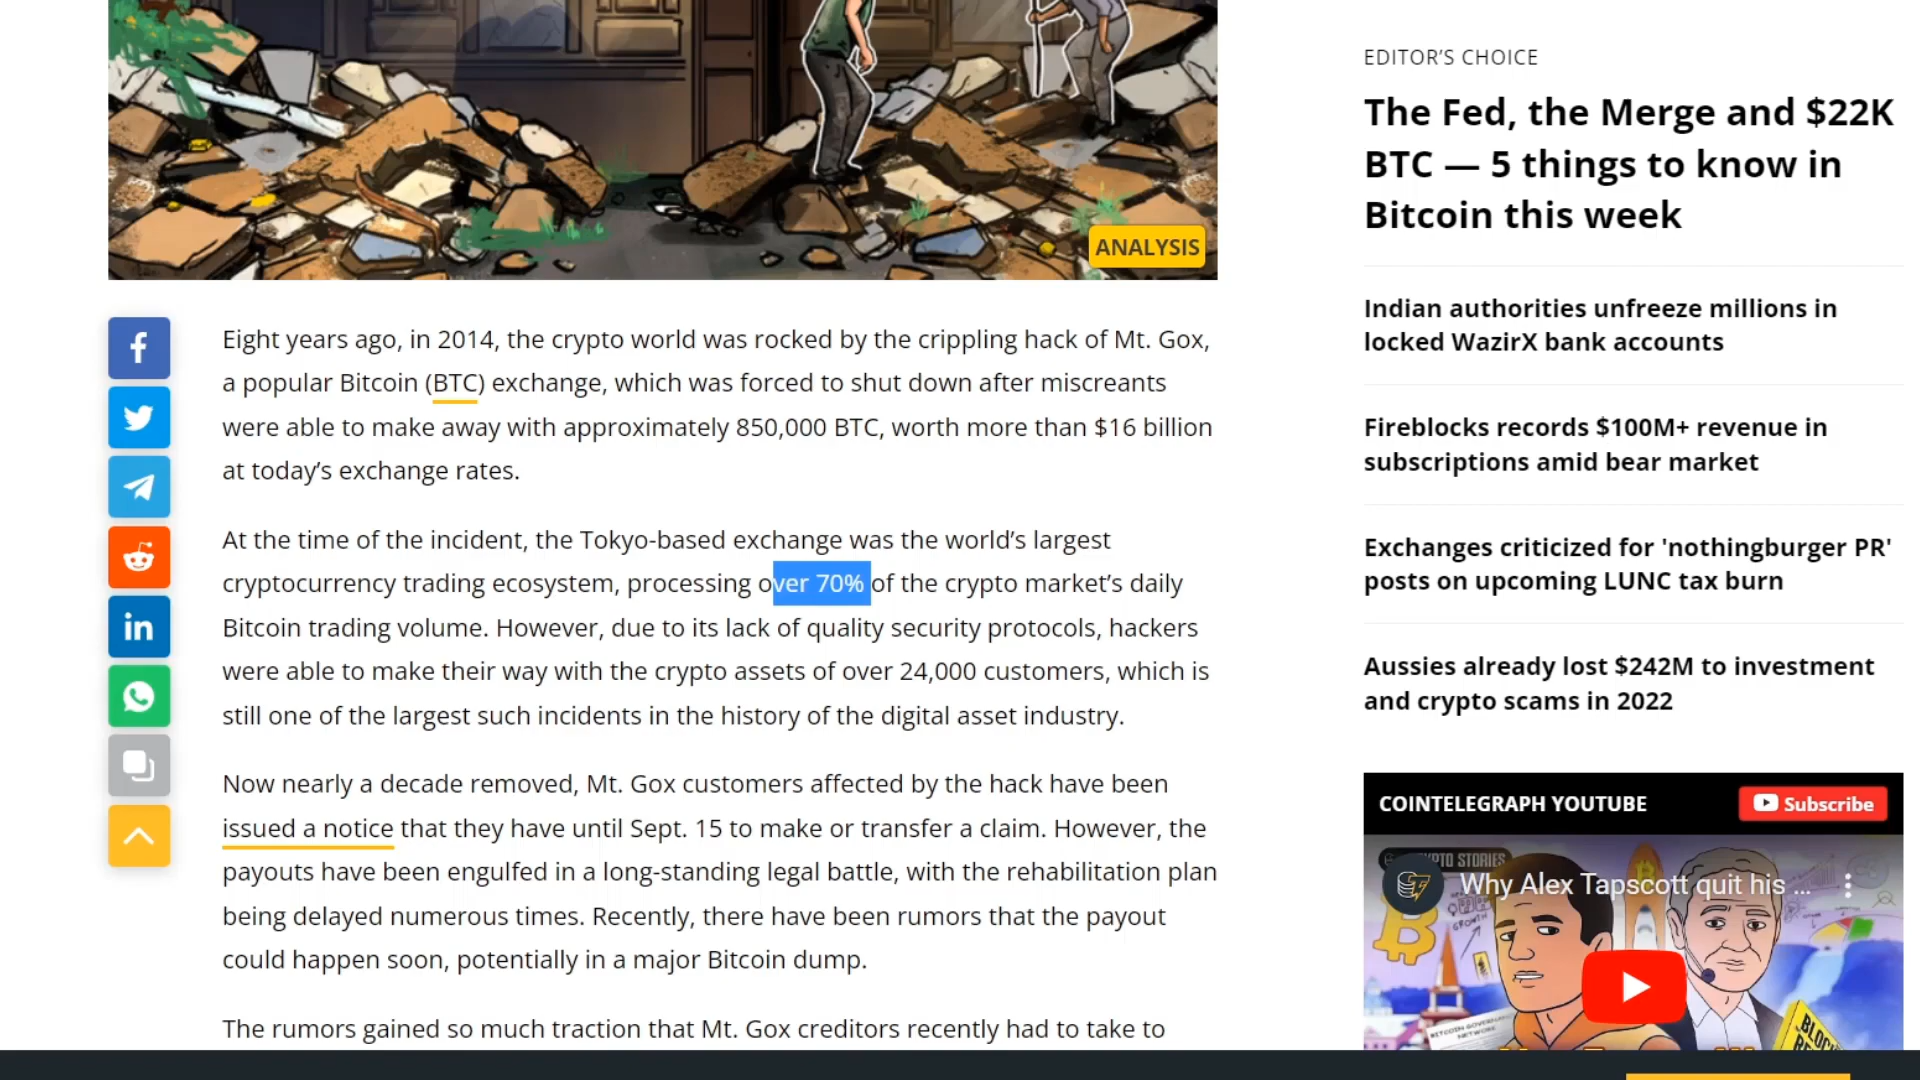 ANALYSIS
Eight years ago, in 2014, the crypto world was rocked by the crippling hack of Mt. Gox,
a popular Bitcoin (BTC) exchange, which was forced to shut down after miscreants
were able to make away with approximately 850,000 BTC, worth more than $16 billion
at today’s exchange rates.
At the time of the incident, the Tokyo-based exchange was the world’s largest
cryptocurrency trading ecosystem, processing over 70% of the crypto market’s daily
Bitcoin trading volume. However, due to its lack of quality security protocols, hackers
were able to make their way with the crypto assets of over 24,000 customers, which is
still one of the largest such incidents in the history of the digital asset industry.
Now nearly a decade removed, Mt. Gox customers affected by the hack have been
issued a notice that they have until Sept. 15 to make or transfer a claim. However, the
payouts have been engulfed in a long-standing legal battle, with the rehabilitation plan
being delayed numerous times. Recently, there have been rumors that the payout
could happen soon, potentially in a major Bitcoin dump.
The rumors gained so much traction that Mt. Gox creditors recently had to take to
EDITOR’S CHOICE
The Fed, the Merge and $22K
BTC — 5 things to know in
Bitcoin this week
Indian authorities unfreeze millions in
locked WazirX bank accounts
Fireblocks records $100M+ revenue in
subscriptions amid bear market
Exchanges criticized for 'nothingburger PR'
posts on upcoming LUNC tax burn
Aussies already lost $242M to investment
and crypto scams in 2022
COINTELEGRAPH YOUTUBE
Subscribe
STORIES
Why Alex Tapscott quit his ...
GROWTH
BITCOIN GOVERNANCE
NETWORK